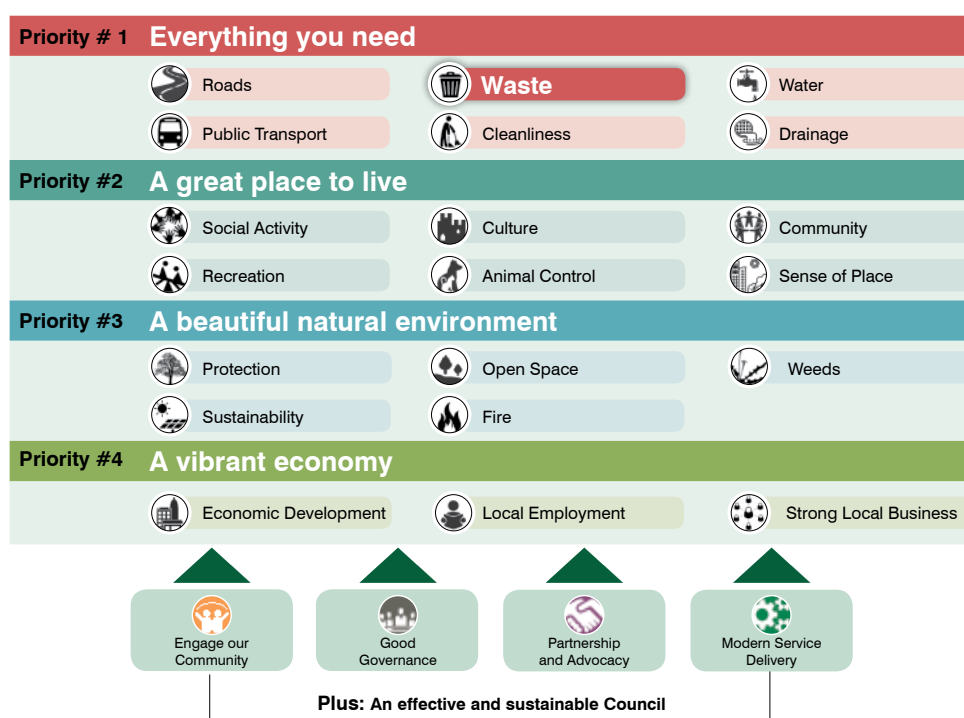 Priority # 1 Everything you need
Roads Waste Water
Public Transport Cleanliness Drainage
Priority #2 A great place to live
Social Activity Culture Community
Recreation Animal Control Sense of Place
Priority #3 A beautiful natural environment
Protection Open Space Weeds
Sustainability Fire
Priority #4 A vibrant economy
Economic Development Local Employment Strong Local Business
Engage our
Community
Good
Governance
Partnership
and Advocacy
Modern Service
Delivery
Plus: An effective and sustainable Council